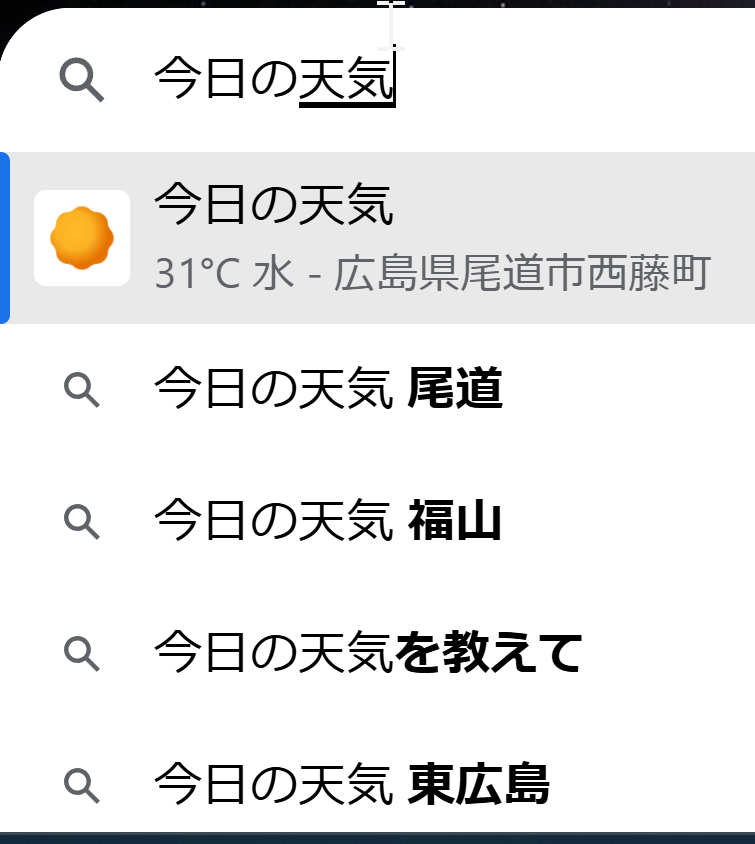 今日の天気
今日の天気
31°C 水 - 広島県尾道市西藤町
今日の天気 尾道
今日の天気 福山
今日の天気を教えて
今日の天気 東広島